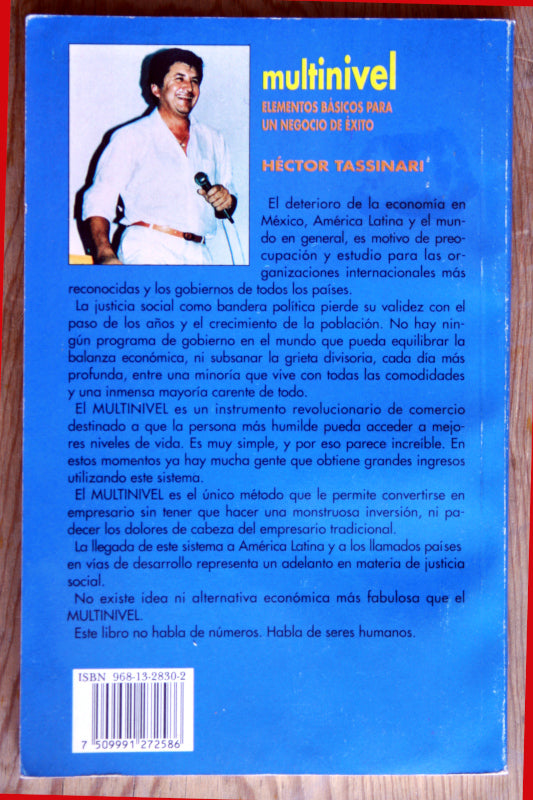 multinivel
ELEMENTOS BÁSICOS PARA
UN NEGOCIO DE ÉXITO
HÉCTOR TASSINARI
El deterioro de la economía en
México, América Latina y el mun-
do en general, es motivo de preo-
cupación y estudio para las or-
ganizaciones internacionales más
reconocidas y los gobiernos de todos los países.
La justicia social como bandera política pierde su validez con el
paso de los años y el crecimiento de la población. No hay nin-
gún programa de gobierno en el mundo que pueda equilibrar la
balanza económica, ni subsanar la grieta divisoria, cada día más
profunda, entre una minoría que vive con todas las comodidades
y una inmensa mayoría carente de todo.
El MULTINIVEL es un instrumento revolucionario de comercio
destinado a que la persona más humilde pueda acceder a mejo-
res niveles de vida. Es muy simple, y por eso parece increíble. En
estos momentos ya hay mucha gente que obtiene grandes ingresos
utilizando este sistema.
El MULTINIVEL es el único método que le permite convertirse en
empresario sin tener que hacer una monstruosa inversión, ni pa-
decer los dolores de cabeza del empresario tradicional.
La llegada de este sistema a América Latina y a los llamados países
en vías de desarrollo representa un adelanto en materia de justicia
social.
No existe idea ni alternativa económica más fabulosa que el
MULTINIVEL.
Este libro no habla de números. Habla de seres humanos.
ISBN 968-13-2830-2
7 509991 272586